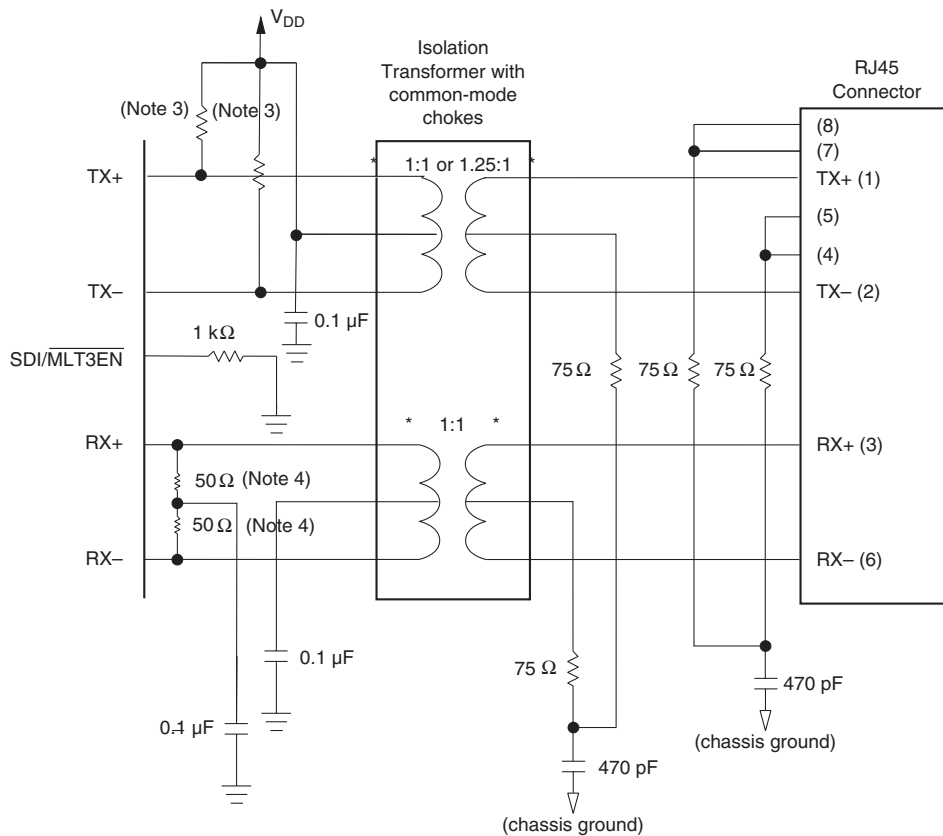 V_DD
Isolation
Transformer with
common-mode
chokes
RJ45
Connector
(Note 3)
(Note 3)
(8)
(7)
* 1:1 or 1.25:1 *
TX+
TX+ (1)
(5)
(4)
TX–
TX– (2)
0.1 µF
1 kΩ
SDI/MLT3EN
75 Ω
75 Ω
75 Ω
* 1:1 *
RX+
RX+ (3)
50 Ω (Note 4)
50 Ω (Note 4)
RX–
RX– (6)
0.1 µF
75 Ω
470 pF
0.1 µF
(chassis ground)
470 pF
(chassis ground)